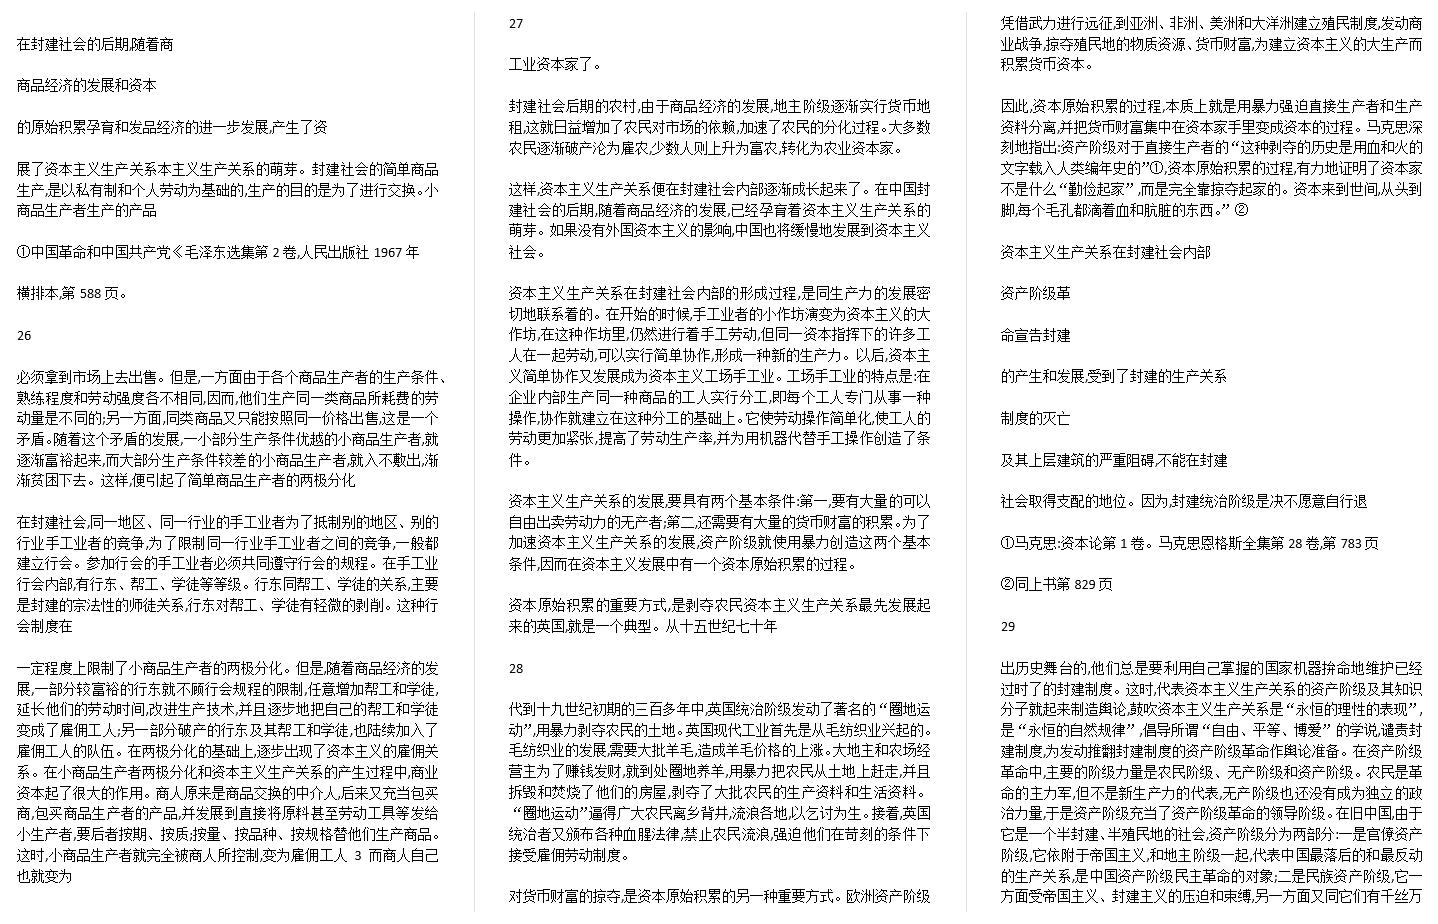 在封建社会的后期,随着商
商品经济的发展和资本
的原始积累孕育和发品经济的进一步发展,产生了资
展了资本主义生产关系本主义生产关系的萌芽。封建社会的简单商品
生产,是以私有制和个人劳动为基础的,生产的目的是为了进行交换。小
商品生产者生产的产品
①中国革命和中国共产党《毛泽东选集第 2 卷,人民出版社 1967 年
横排本,第 588 页。
26
必须拿到市场上去出售。但是,一方面由于各个商品生产者的生产条件、
熟练程度和劳动强度各不相同,因而,他们生产同一类商品所耗费的劳
动量是不同的;另一方面,同类商品又只能按照同一价格出售,这是一个
矛盾。随着这个矛盾的发展,一小部分生产条件优越的小商品生产者,就
逐渐富裕起来,而大部分生产条件较差的小商品生产者,就入不敷出,渐
渐贫困下去。这样,便引起了简单商品生产者的两极分化
在封建社会,同一地区、同一行业的手工业者为了抵制别的地区、别的
行业手工业者的竞争,为了限制同一行业手工业者之间的竞争,一般都
建立行会。参加行会的手工业者必须共同遵守行会的规程。在手工业
行会内部,有行东、帮工、学徒等等级。行东同帮工、学徒的关系,主要
是封建的宗法性的师徒关系,行东对帮工、学徒有轻微的剥削。这种行
会制度在
一定程度上限制了小商品生产者的两极分化。但是,随着商品经济的发
展,一部分较富裕的行东就不顾行会规程的限制,任意增加帮工和学徒,
延长他们的劳动时间,改进生产技术,并且逐步地把自己的帮工和学徒
变成了雇佣工人;另一部分破产的行东及其帮工和学徒,也陆续加入了
雇佣工人的队伍。在两极分化的基础上,逐步出现了资本主义的雇佣关
系。在小商品生产者两极分化和资本主义生产关系的产生过程中,商业
资本起了很大的作用。商人原来是商品交换的中介人,后来又充当包买
商,包买商品生产者的产品,并发展到直接将原料甚至劳动工具等发给
小生产者,要后者按期、按质;按量、按品种、按规格替他们生产商品。
这时,小商品生产者就完全被商人所控制,变为雇佣工人 3 而商人自己
也就变为
27
工业资本家了。
封建社会后期的农村,由于商品经济的发展,地主阶级逐渐实行货币地
租,这就日益增加了农民对市场的依赖,加速了农民的分化过程。大多数
农民逐渐破产沦为雇农,少数人则上升为富农,转化为农业资本家。
这样,资本主义生产关系便在封建社会内部逐渐成长起来了。在中国封
建社会的后期,随着商品经济的发展,已经孕育着资本主义生产关系的
萌芽。如果没有外国资本主义的影响,中国也将缓慢地发展到资本主义
社会。
资本主义生产关系在封建社会内部的形成过程,是同生产力的发展密
切地联系着的。在开始的时候,手工业者的小作坊演变为资本主义的大
作坊,在这种作坊里,仍然进行着手工劳动,但同一资本指挥下的许多工
人在一起劳动,可以实行简单协作,形成一种新的生产力。以后,资本主
义简单协作又发展成为资本主义工场手工业。工场手工业的特点是:在
企业内部生产同一种商品的工人实行分工,即每个工人专门从事一种
操作,协作就建立在这种分工的基础上。它使劳动操作简单化,使工人的
劳动更加紧张,提高了劳动生产率,并为用机器代替手工操作创造了条
件。
资本主义生产关系的发展,要具有两个基本条件:第一,要有大量的可以
自由出卖劳动力的无产者;第二,还需要有大量的货币财富的积累。为了
加速资本主义生产关系的发展,资产阶级就使用暴力创造这两个基本
条件,因而在资本主义发展中有一个资本原始积累的过程。
资本原始积累的重要方式,是剥夺农民资本主义生产关系最先发展起
来的英国,就是一个典型。从十五世纪七十年
28
代到十九世纪初期的三百多年中,英国统治阶级发动了著名的“圈地运
动”,用暴力剥夺农民的土地。英国现代工业首先是从毛纺织业兴起的。
毛纺织业的发展,需要大批羊毛,造成羊毛价格的上涨。大地主和农场经
营主为了赚钱发财,就到处圈地养羊,用暴力把农民从土地上赶走,并且
拆毁和焚烧了他们的房屋,剥夺了大批农民的生产资料和生活资料。
“圈地运动”逼得广大农民离乡背井,流浪各地,以乞讨为生。接着,英国
统治者又颁布各种血腥法律,禁止农民流浪,强迫他们在苛刻的条件下
接受雇佣劳动制度。
对货币财富的掠夺,是资本原始积累的另一种重要方式。欧洲资产阶级
凭借武力进行远征,到亚洲、非洲、美洲和大洋洲建立殖民制度,发动商
业战争,掠夺殖民地的物质资源、货币财富,为建立资本主义的大生产而
积累货币资本。
因此,资本原始积累的过程,本质上就是用暴力强迫直接生产者和生产
资料分离,并把货币财富集中在资本家手里变成资本的过程。马克思深
刻地指出:资产阶级对于直接生产者的“这种剥夺的历史是用血和火的
文字载入人类编年史的”①,资本原始积累的过程,有力地证明了资本家
不是什么“勤俭起家”,而是完全靠掠夺起家的。资本来到世间,从头到
脚,每个毛孔都滴着血和肮脏的东西。” ②
资本主义生产关系在封建社会内部
资产阶级革
命宣告封建
的产生和发展,受到了封建的生产关系
制度的灭亡
及其上层建筑的严重阻碍,不能在封建
社会取得支配的地位。因为,封建统治阶级是决不愿意自行退
①马克思:资本论第 1 卷。马克思恩格斯全集第 28 卷,第 783 页
②同上书第 829 页
29
出历史舞台的,他们总是要利用自己掌握的国家机器拚命地维护已经
过时了的封建制度。这时,代表资本主义生产关系的资产阶级及其知识
分子就起来制造舆论,鼓吹资本主义生产关系是“永恒的理性的表现”,
是“永恒的自然规律”,倡导所谓“自由、平等、博爱”的学说,谴责封
建制度,为发动推翻封建制度的资产阶级革命作舆论准备。在资产阶级
革命中,主要的阶级力量是农民阶级、无产阶级和资产阶级。农民是革
命的主力军,但不是新生产力的代表,无产阶级也还没有成为独立的政
治力量,于是资产阶级充当了资产阶级革命的领导阶级。在旧中国,由于
它是一个半封建、半殖民地的社会,资产阶级分为两部分:一是官僚资产
阶级,它依附于帝国主义,和地主阶级一起,代表中国最落后的和最反动
的生产关系,是中国资产阶级民主革命的对象;二是民族资产阶级,它一
方面受帝国主义、封建主义的压迫和束缚,另一方面又同它们有千丝万